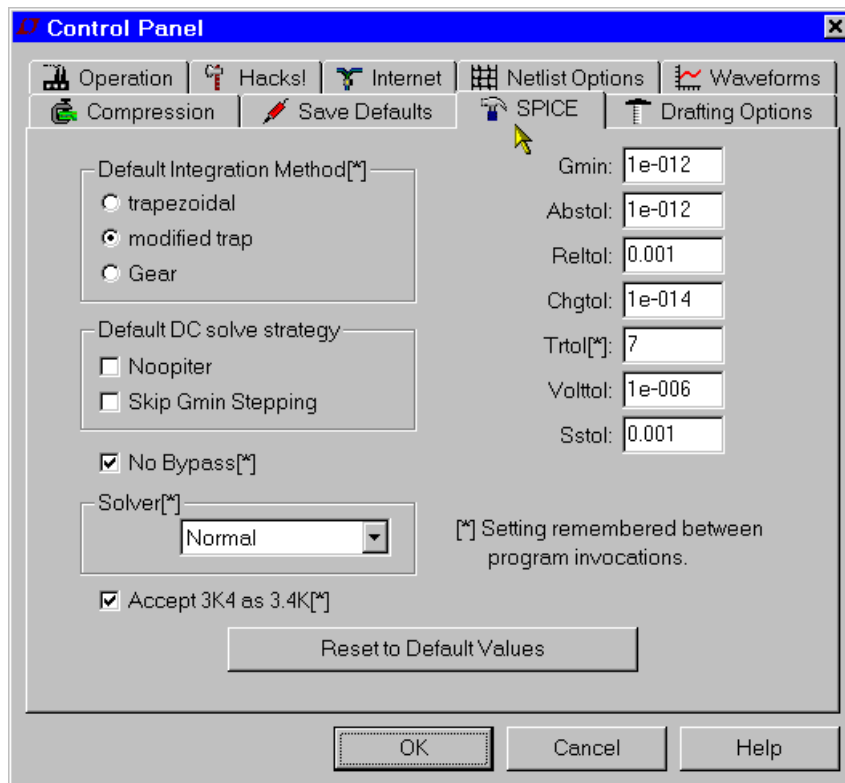 Control Panel
Operation
Hacks!
Internet
Netlist Options
Waveforms
Compression
Save Defaults
SPICE
Drafting Options
Default Integration Method[*]
trapezoidal
modified trap
Gear
Default DC solve strategy
Noopiter
Skip Gmin Stepping
No Bypass[*]
Solver[*]
Normal
Accept 3K4 as 3.4K[*]
Gmin: 1e-012
Abstol: 1e-012
Reltol: 0.001
Chgtol: 1e-014
Trtol[*]: 7
Volttol: 1e-006
Sstol: 0.001
[*] Setting remembered between
program invocations.
Reset to Default Values
OK
Cancel
Help